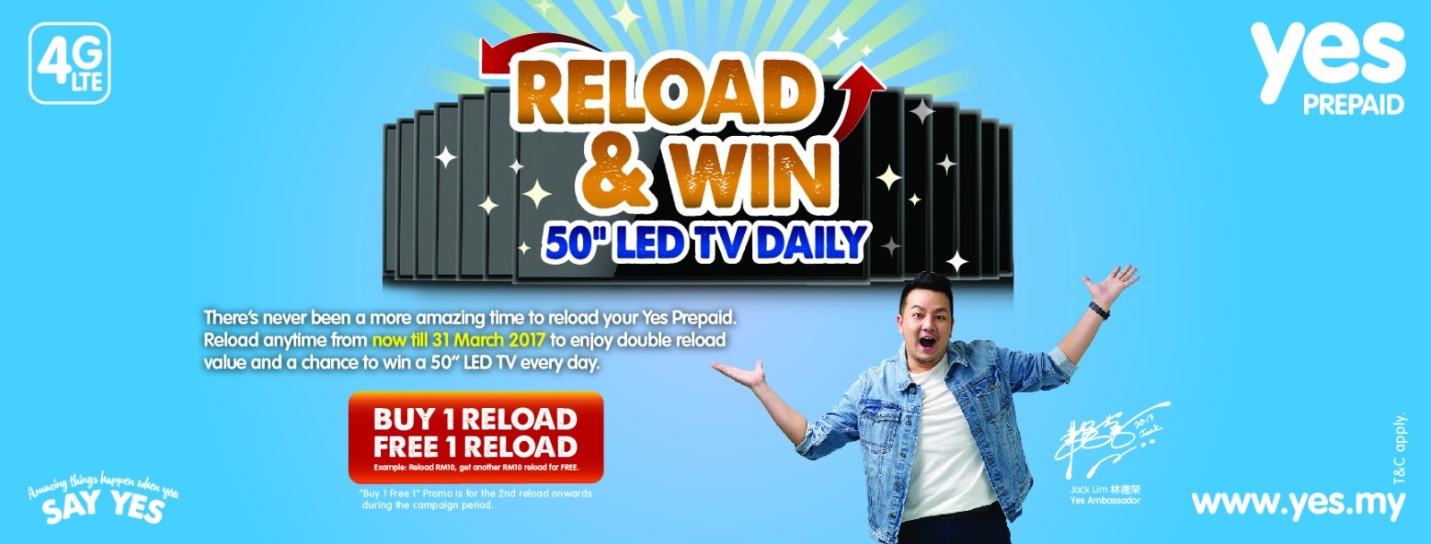 4G
LTE
yes
PREPAID
RELOAD
& WIN
50" LED TV DAILY
There's never been a more amazing time to reload your Yes Prepaid.
Reload anytime from now till 31 March 2017 to enjoy double reload
value and a chance to win a 50" LED TV every day.
BUY 1 RELOAD
FREE 1 RELOAD
Example: Reload RM10, get another RM10 reload for FREE.
"Buy 1 Free 1" Promo is for the 2nd reload onwards
during the campaign period.
Amazing things happen when you
SAY YES
2017
Jack
Jack Lim 林德荣
Yes Ambassador
T&C apply.
www.yes.my